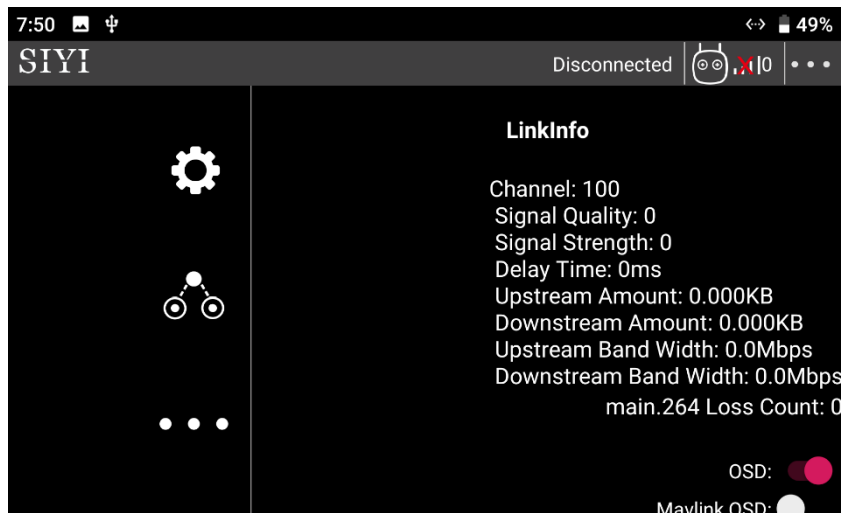 7:50 49%
SIYI Disconnected 0
LinkInfo
Channel: 100
Signal Quality: 0
Signal Strength: 0
Delay Time: 0ms
Upstream Amount: 0.000KB
Downstream Amount: 0.000KB
Upstream Band Width: 0.0Mbps
Downstream Band Width: 0.0Mbps
main.264 Loss Count: 0
OSD:
Mavlink OSD: